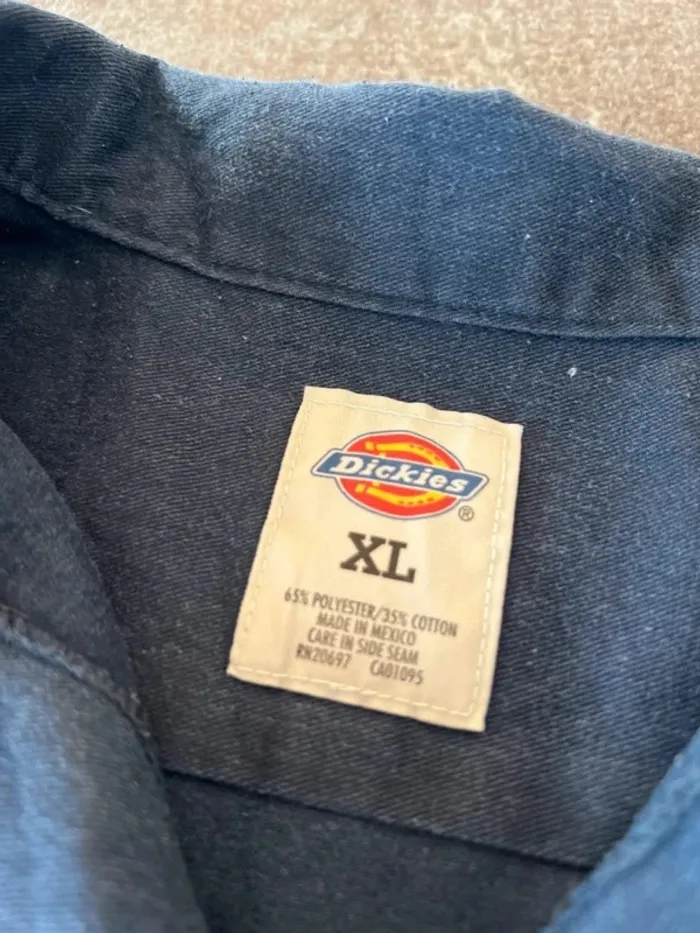 Dickies
®
XL
65% POLYESTER/35% COTTON
MADE IN MEXICO
CARE IN SIDE SEAM
RN20697 CA01095